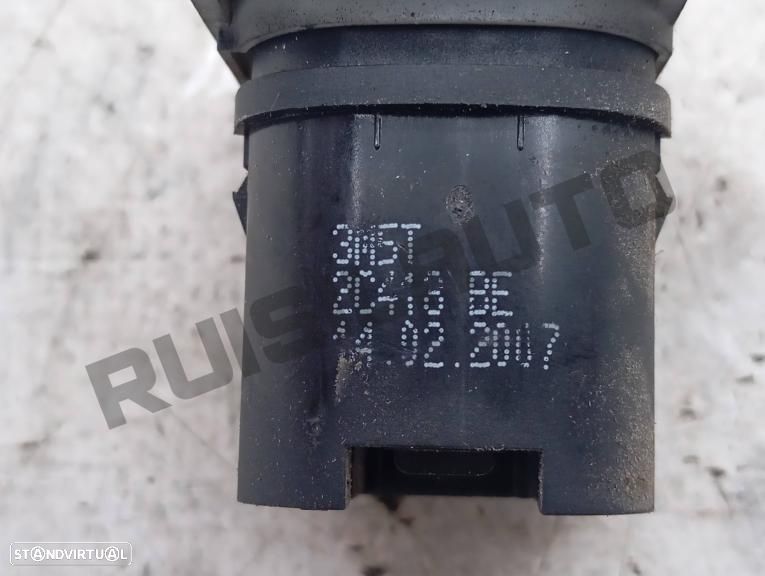 3M5T
2C418 BE
14.02.2007
RUISAUTO
STANDVIRTUAL